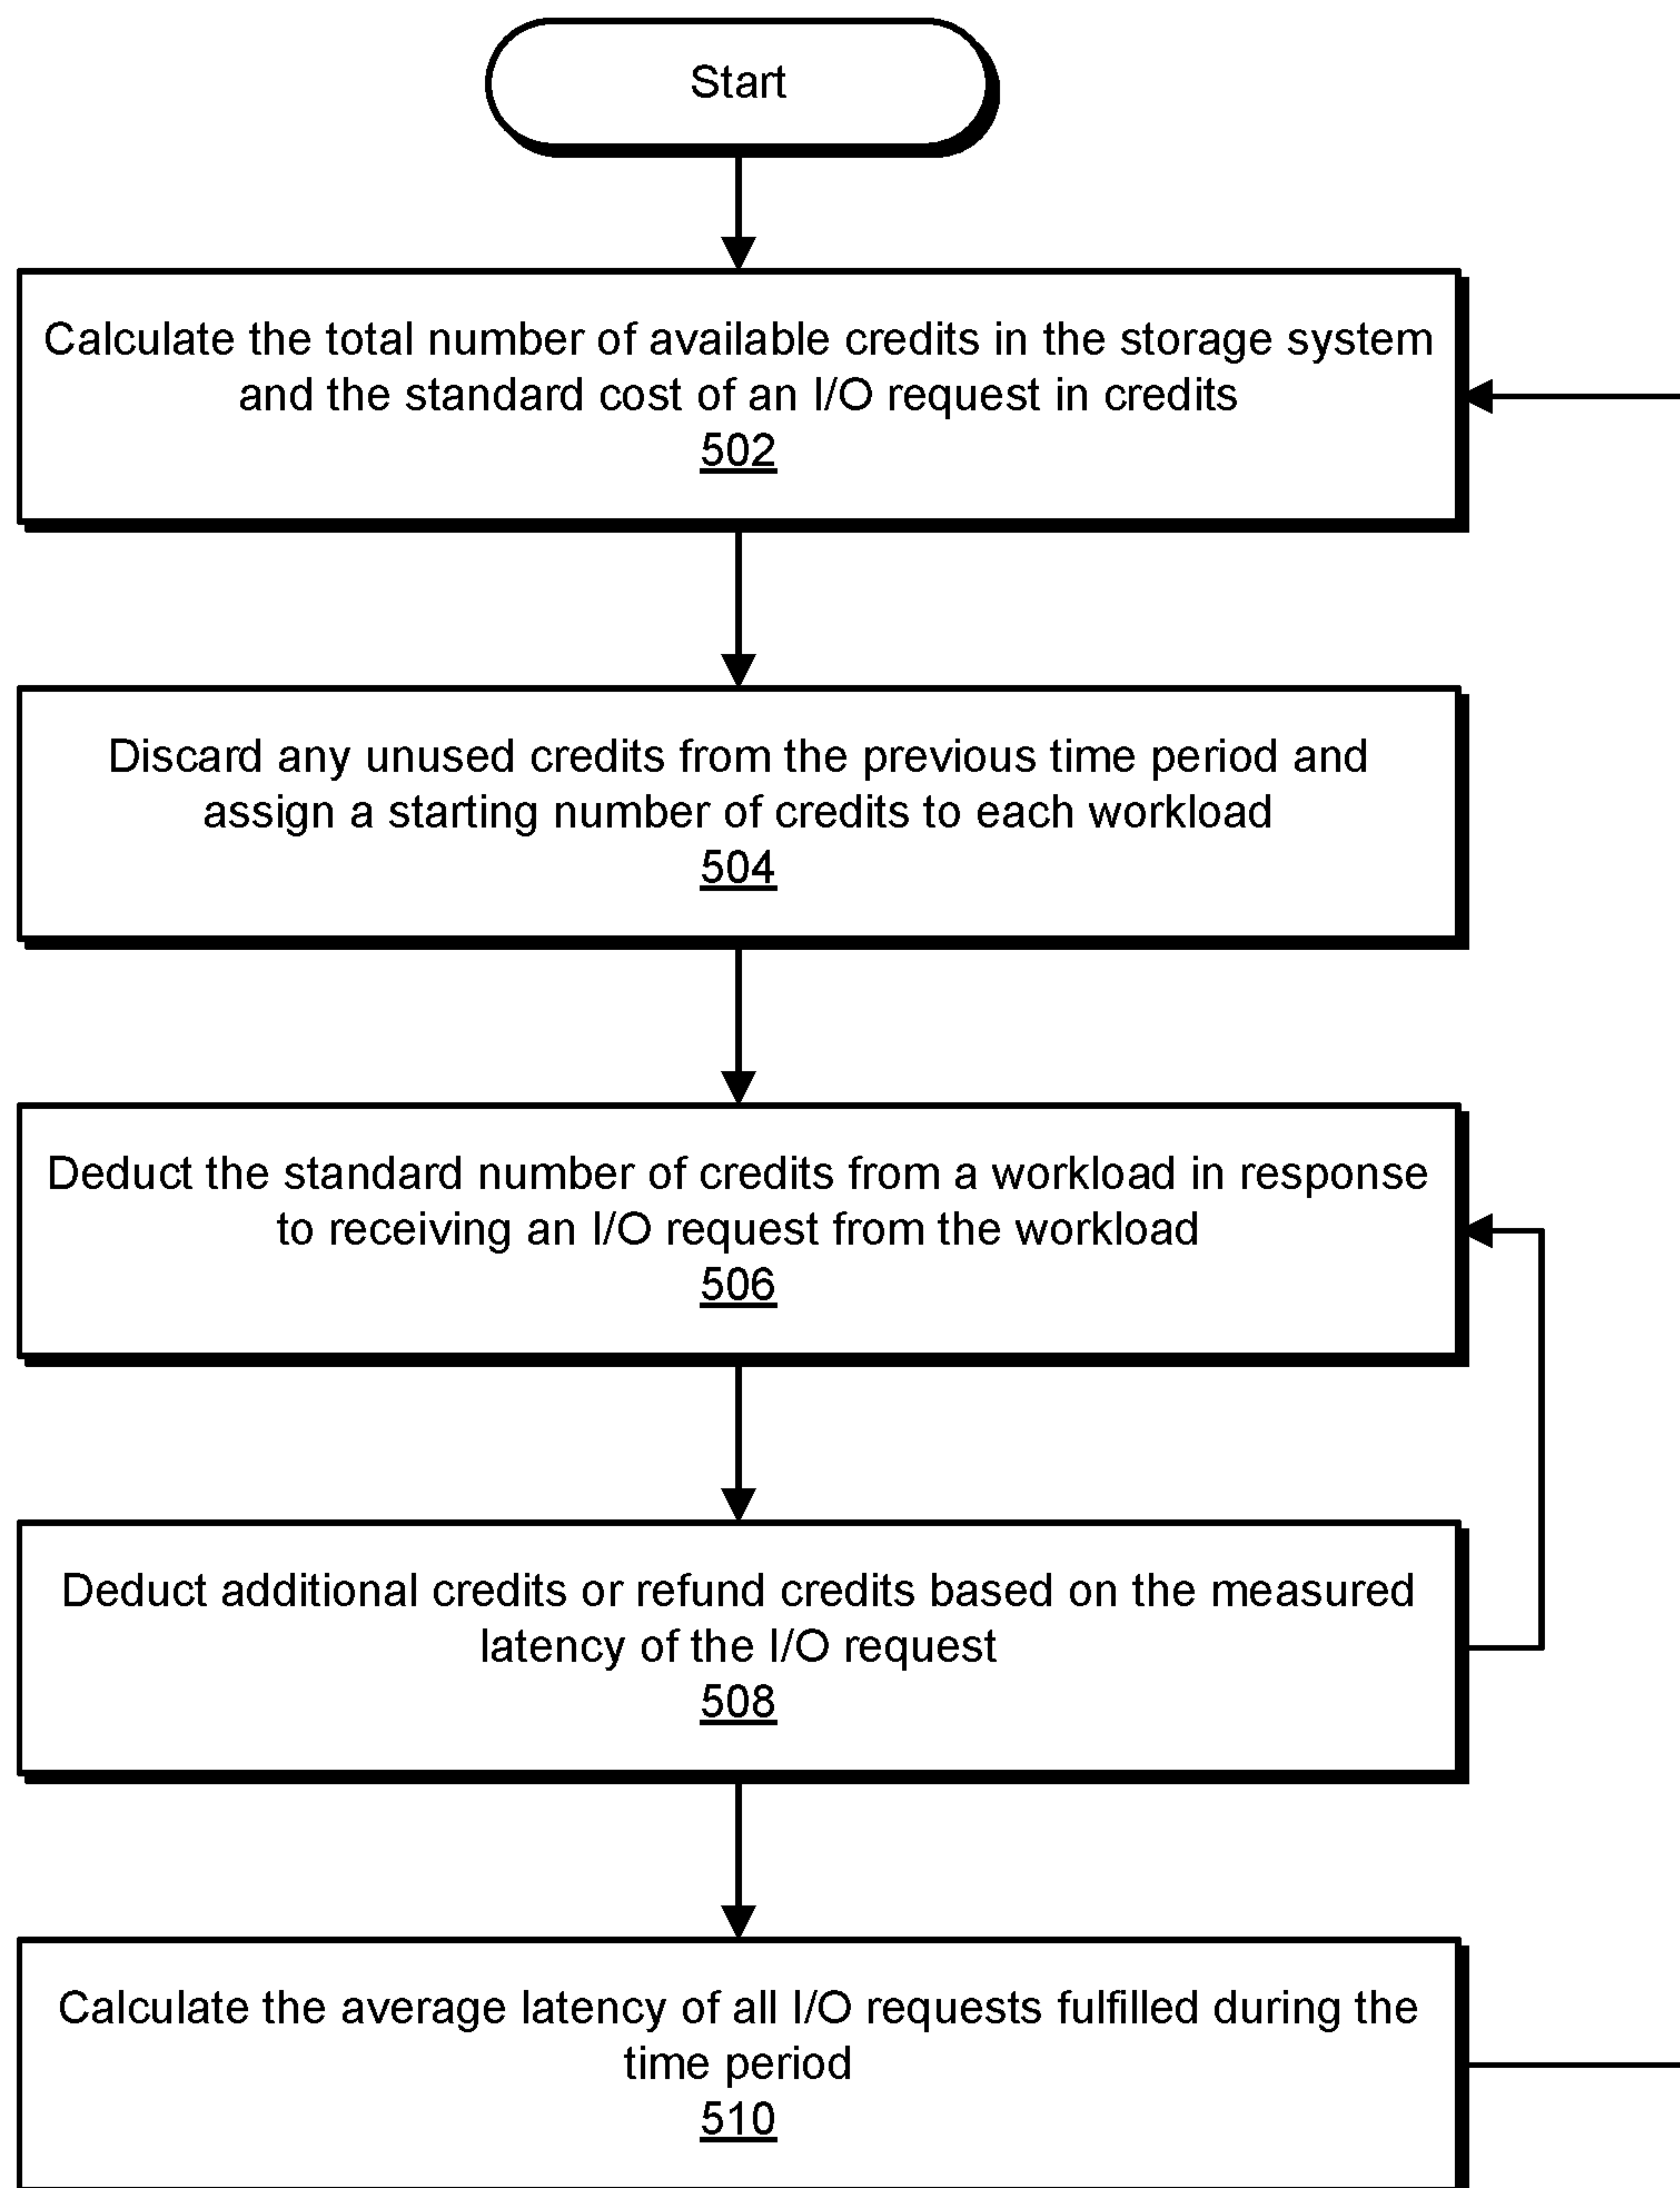 Start
Calculate the total number of available credits in the storage system
and the standard cost of an I/O request in credits
502
Discard any unused credits from the previous time period and
assign a starting number of credits to each workload
504
Deduct the standard number of credits from a workload in response
to receiving an I/O request from the workload
506
Deduct additional credits or refund credits based on the measured
latency of the I/O request
508
Calculate the average latency of all I/O requests fulfilled during the
time period
510